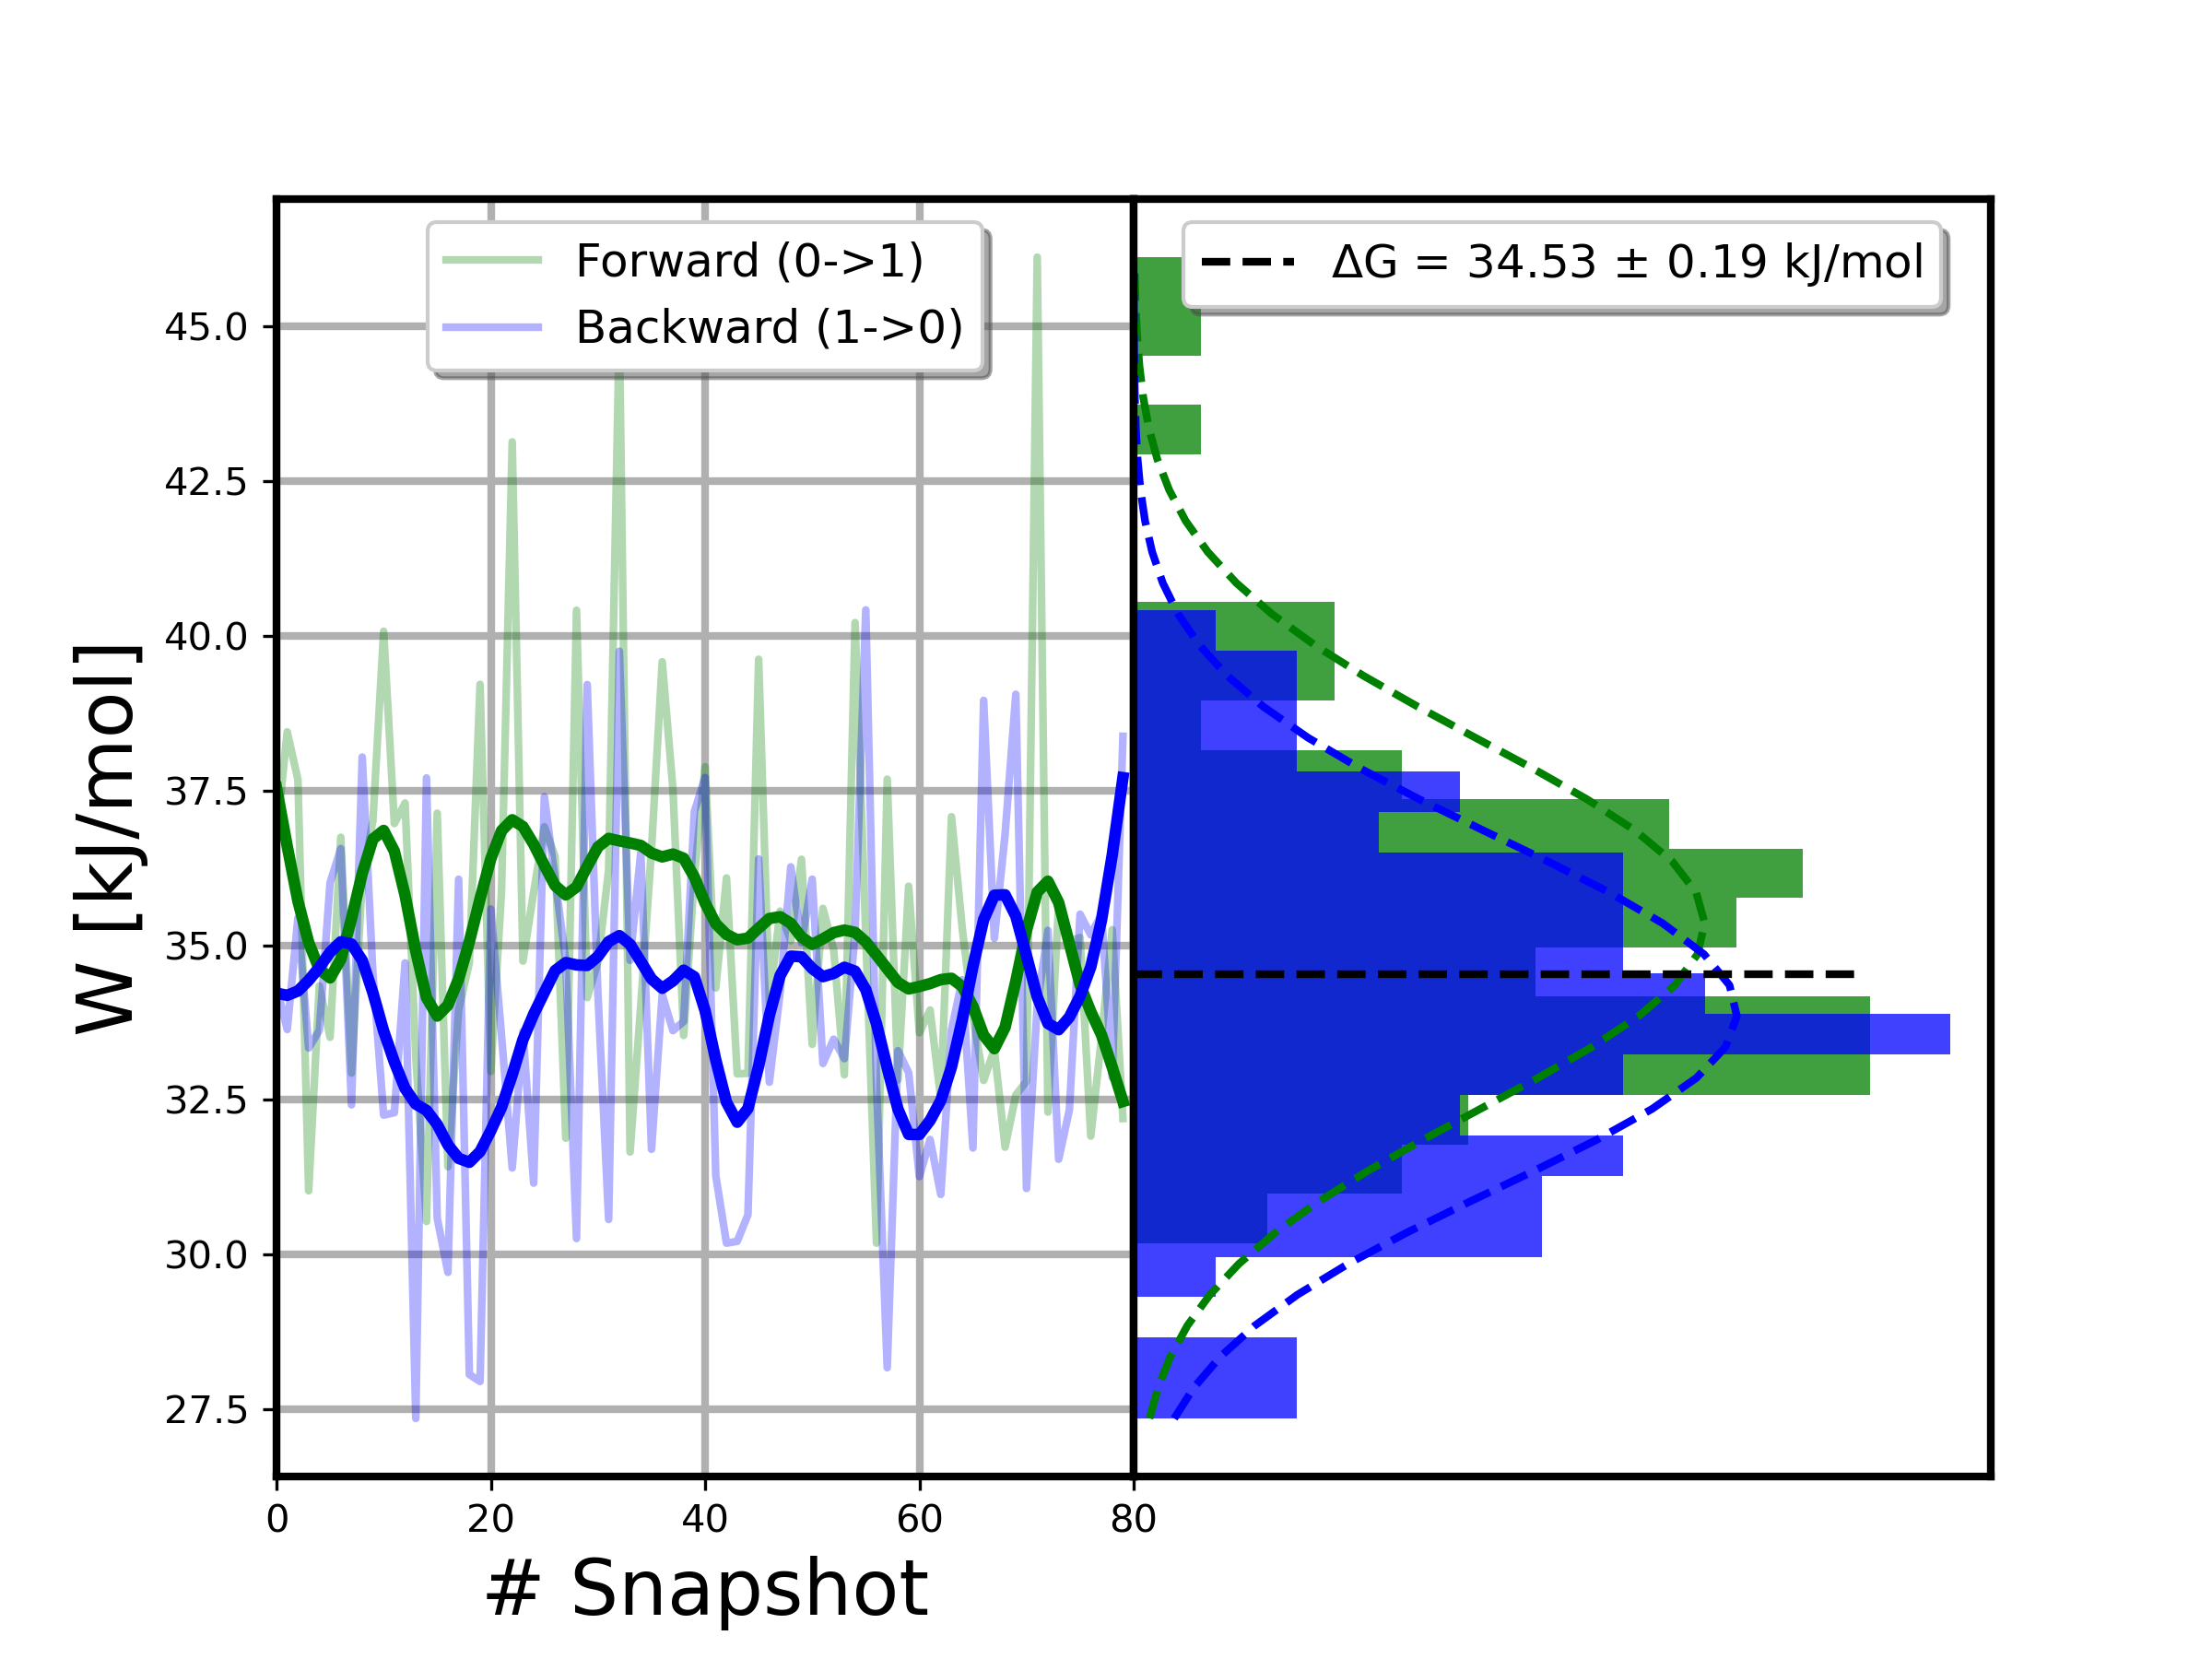 Forward (0->1)
Backward (1->0)
ΔG = 34.53 ± 0.19 kJ/mol
W [kJ/mol]
45.0
42.5
40.0
37.5
35.0
32.5
30.0
27.5
0 20 40 60 80
# Snapshot